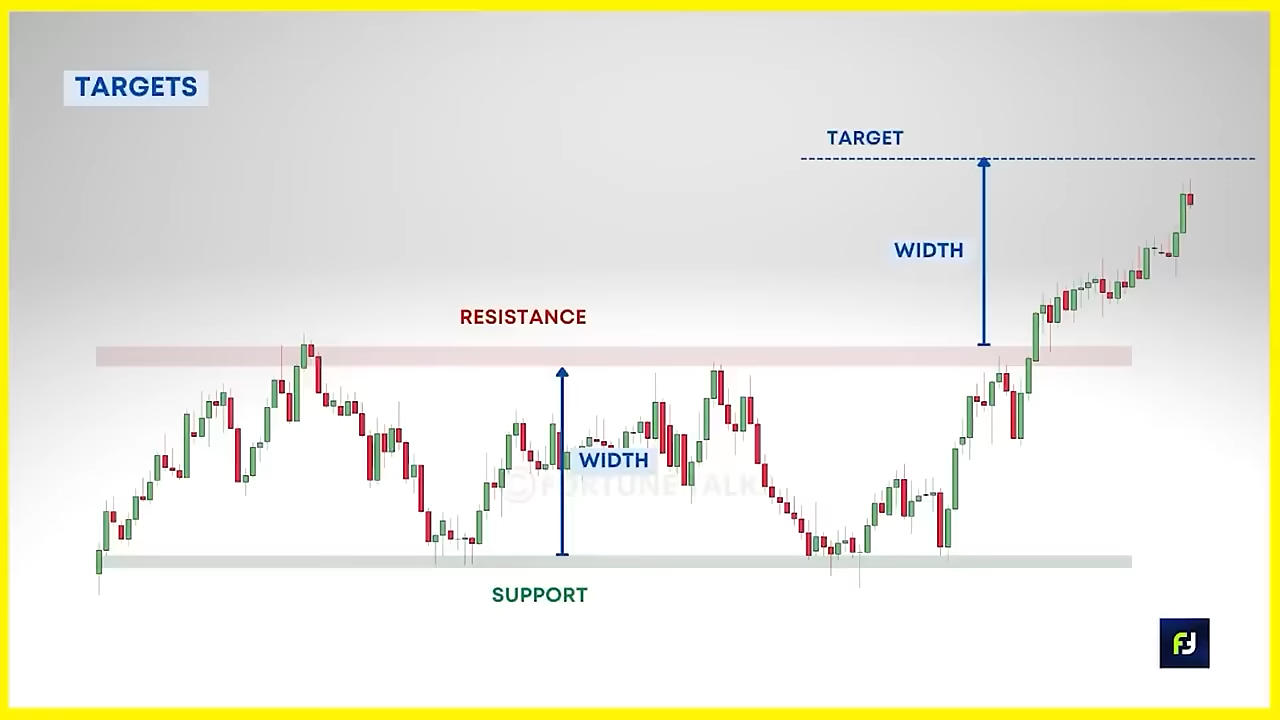 TARGETS
TARGET
WIDTH
RESISTANCE
WIDTH
SUPPORT